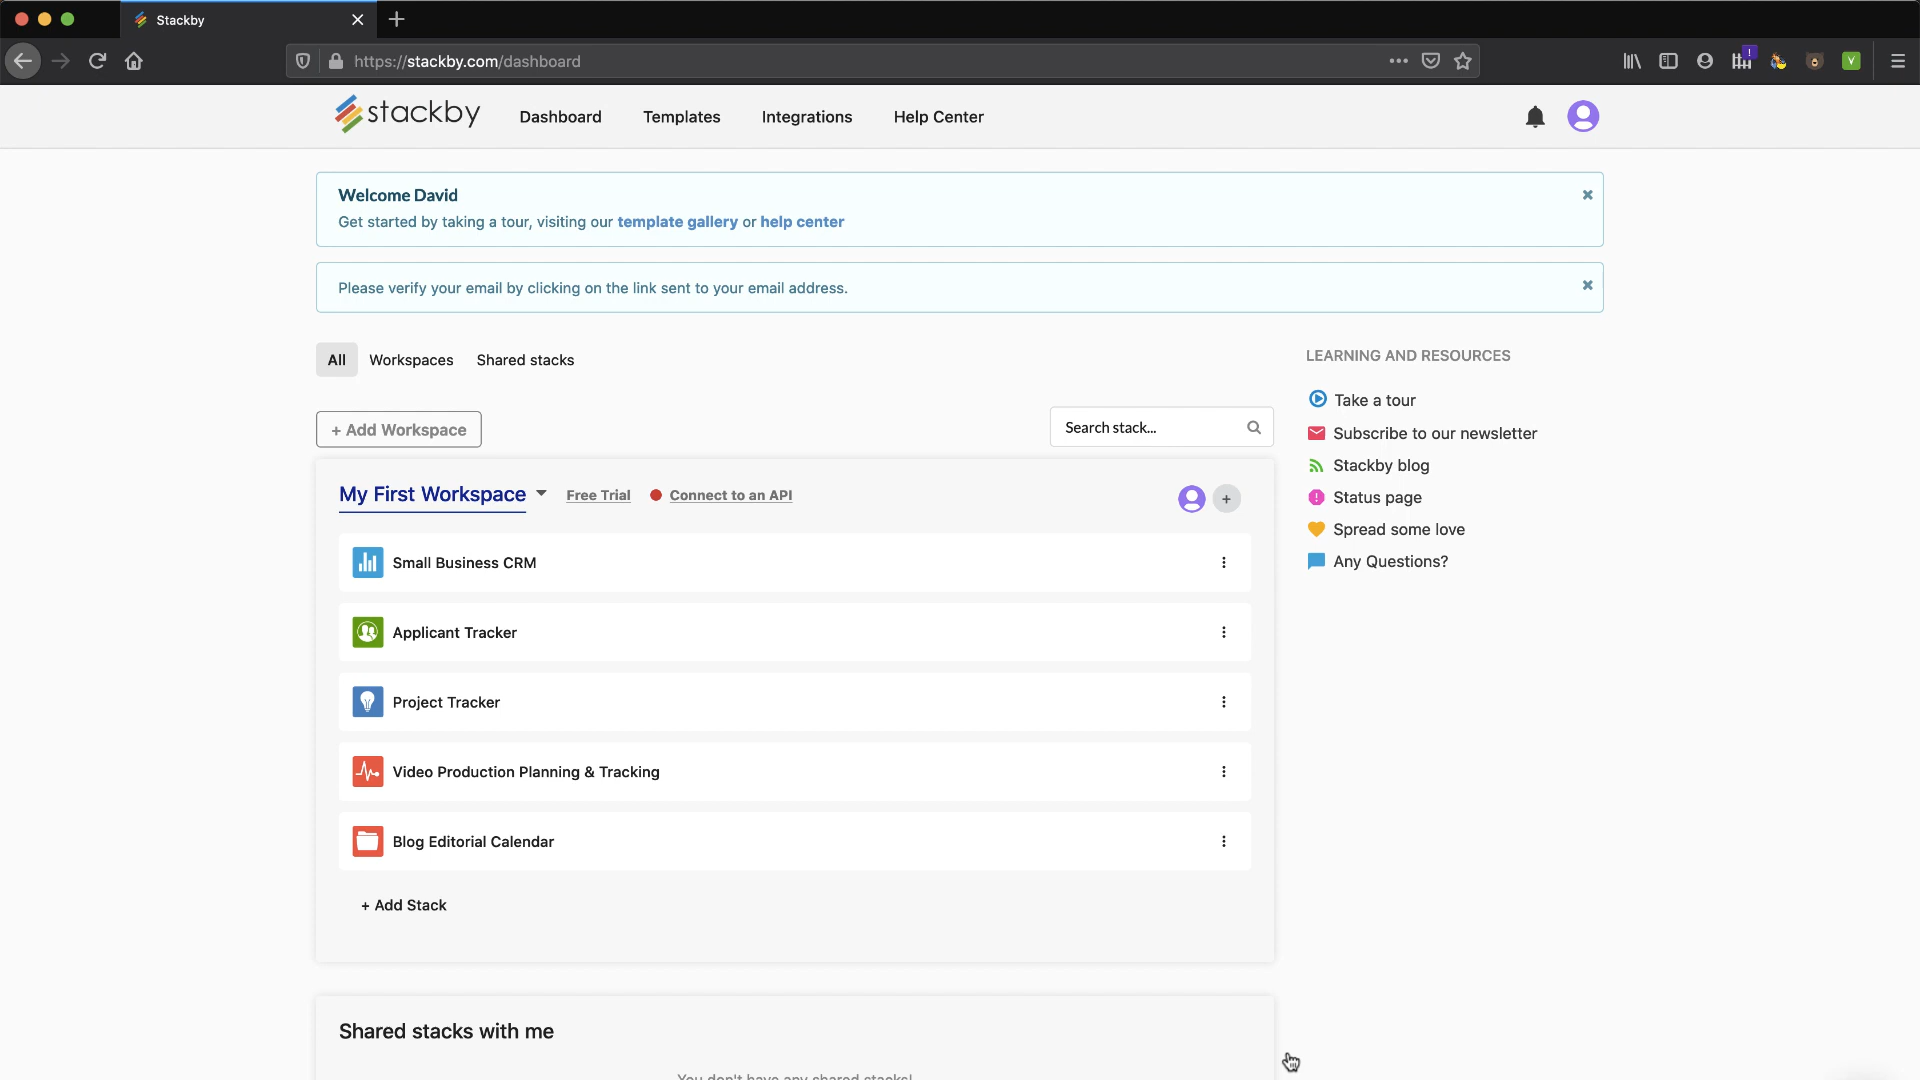 Stackby
https://stackby.com/dashboard
stackby
Dashboard
Templates
Integrations
Help Center
Welcome David
Get started by taking a tour, visiting our template gallery or help center
Please verify your email by clicking on the link sent to your email address.
All
Workspaces
Shared stacks
LEARNING AND RESOURCES
Take a tour
Subscribe to our newsletter
Stackby blog
Status page
Spread some love
Any Questions?
+ Add Workspace
Search stack...
My First Workspace
Free Trial
Connect to an API
Small Business CRM
Applicant Tracker
Project Tracker
Video Production Planning & Tracking
Blog Editorial Calendar
+ Add Stack
Shared stacks with me
You don't have any shared stacks!